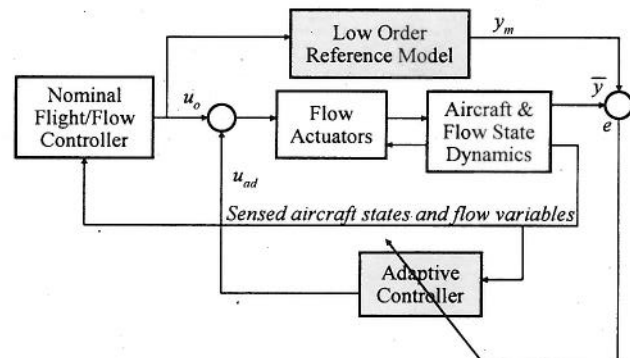 Low Order
Reference Model
y_m
Nominal
Flight/Flow
Controller
u_o
Flow
Actuators
Aircraft &
Flow State
Dynamics
y̅
e
u_ad
Sensed aircraft states and flow variables
Adaptive
Controller